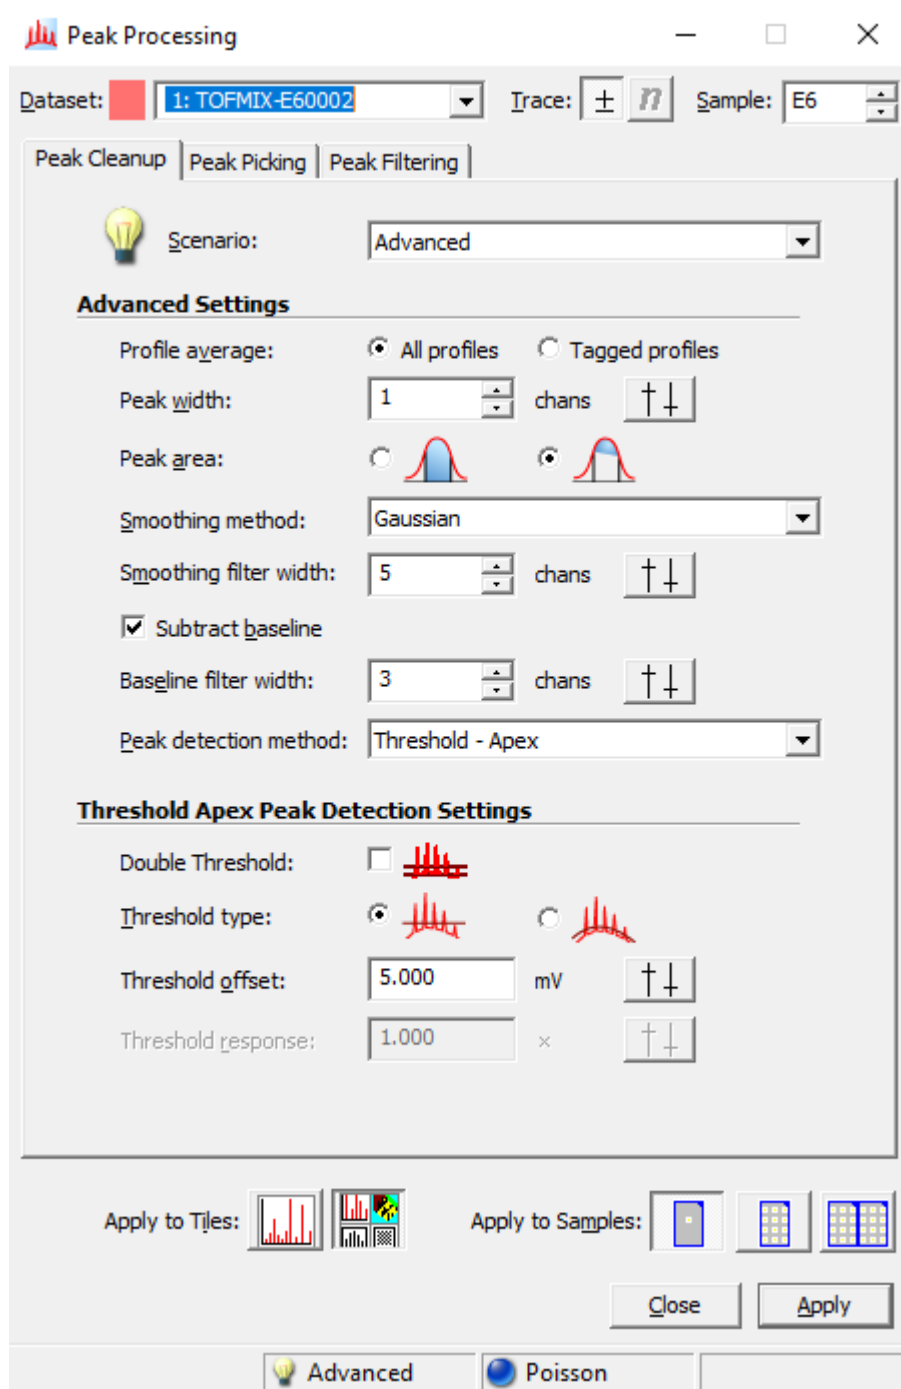 Peak Processing
Dataset: 1: TOFMIX-E60002 Trace: ± n Sample: E6
Peak Cleanup Peak Picking Peak Filtering
Scenario: Advanced
Advanced Settings
Profile average: All profiles Tagged profiles
Peak width: 1 chans
Peak area:
Smoothing method: Gaussian
Smoothing filter width: 5 chans
Subtract baseline
Baseline filter width: 3 chans
Peak detection method: Threshold - Apex
Threshold Apex Peak Detection Settings
Double Threshold:
Threshold type:
Threshold offset: 5.000 mV
Threshold response: 1.000 x
Apply to Tiles: Apply to Samples:
Close Apply
Advanced Poisson